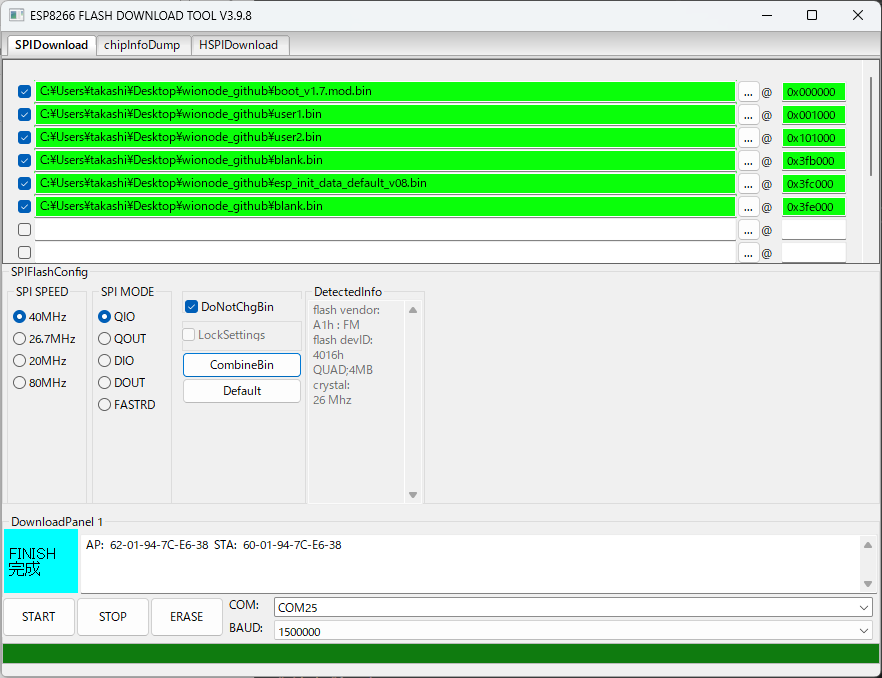 ESP8266 FLASH DOWNLOAD TOOL V3.9.8
SPIDownload chipInfoDump HSPIDownload
C:¥Users¥takashi¥Desktop¥wionode_github¥boot_v1.7.mod.bin ... @ 0x000000
C:¥Users¥takashi¥Desktop¥wionode_github¥user1.bin ... @ 0x001000
C:¥Users¥takashi¥Desktop¥wionode_github¥user2.bin ... @ 0x101000
C:¥Users¥takashi¥Desktop¥wionode_github¥blank.bin ... @ 0x3fb000
C:¥Users¥takashi¥Desktop¥wionode_github¥esp_init_data_default_v08.bin ... @ 0x3fc000
C:¥Users¥takashi¥Desktop¥wionode_github¥blank.bin ... @ 0x3fe000
... @
... @
SPIFlashConfig
SPI SPEED
40MHz
26.7MHz
20MHz
80MHz
SPI MODE
QIO
QOUT
DIO
DOUT
FASTRD
DoNotChgBin
LockSettings
CombineBin
Default
DetectedInfo
flash vendor:
A1h : FM
flash devID:
4016h
QUAD;4MB
crystal:
26 Mhz
DownloadPanel 1
FINISH
完成
AP: 62-01-94-7C-E6-38 STA: 60-01-94-7C-E6-38
START STOP ERASE
COM: COM25
BAUD: 1500000